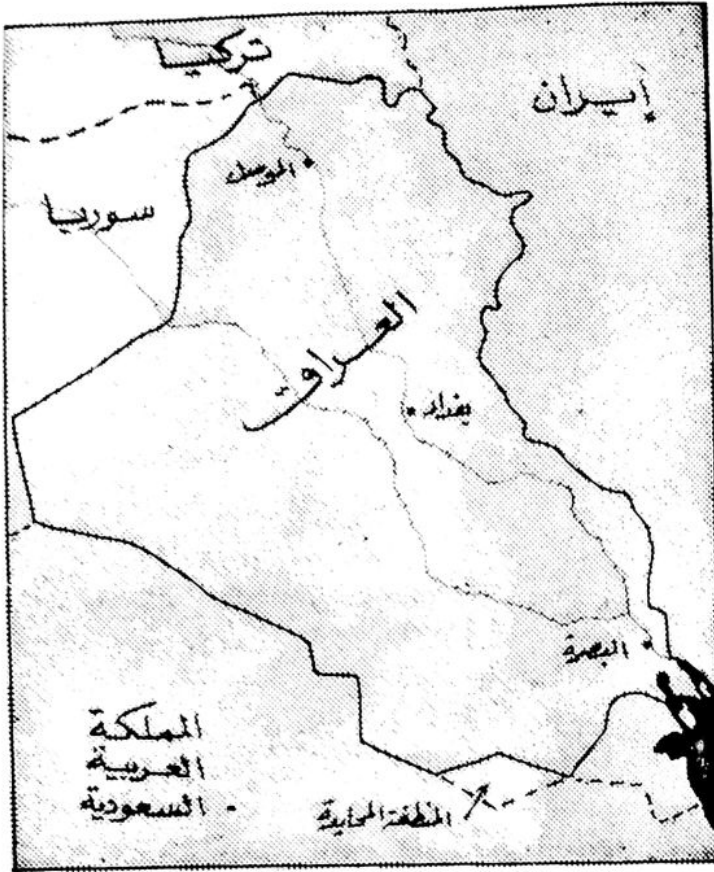 تركيا
إيران
الموصل
سوريا
العراق
بغداد
البصرة
المملكة
العربية
السعودية
المنطقة المحايدة